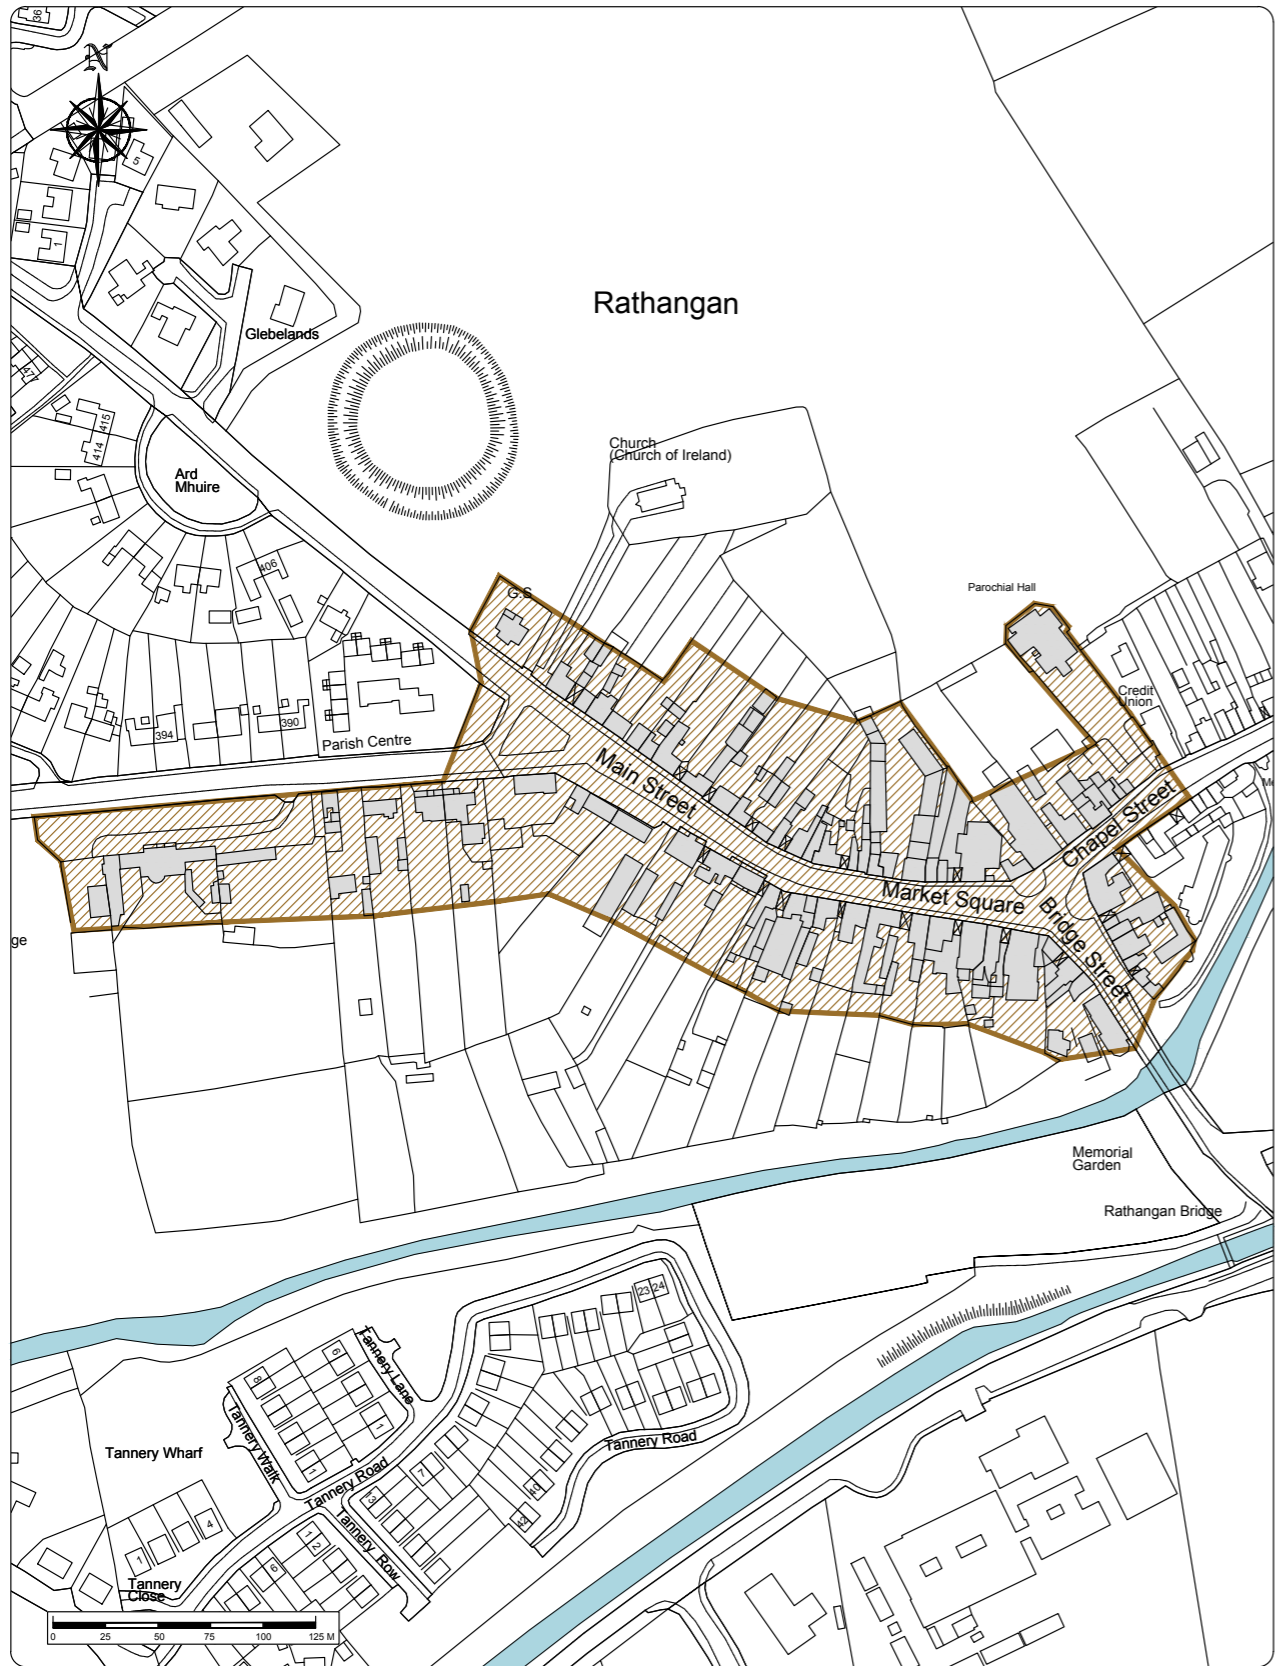 36
N
5
1
Rathangan
Glebelands
477
415
414
Ard
Mhuire
Church
(Church of Ireland)
406
G.S
Parochial Hall
Credit
Union
394
390
Parish Centre
Main Street
Chapel Street
Market Square
Bridge Street
ge
Memorial
Garden
Rathangan Bridge
23 24
Tannery Lane
6
8
1
Tannery Walk
1
Tannery Wharf
Tannery Road
Tannery Road
7
13
40
42
4
1
Tannery Row
1
2
6
Tannery
Close
0 25 50 75 100 125 M